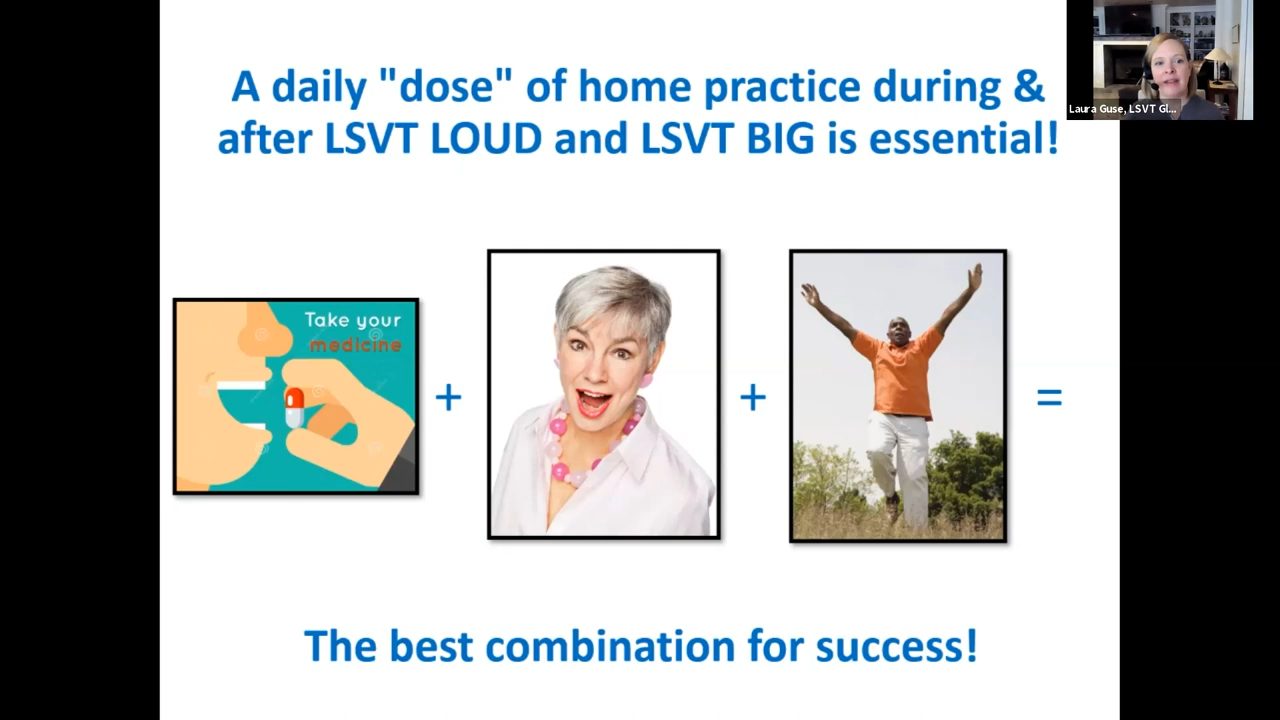 A daily "dose" of home practice during &
after LSVT LOUD and LSVT BIG is essential!
Laura Guse, LSVT Gl...
Take your
medicine
+
+
=
The best combination for success!